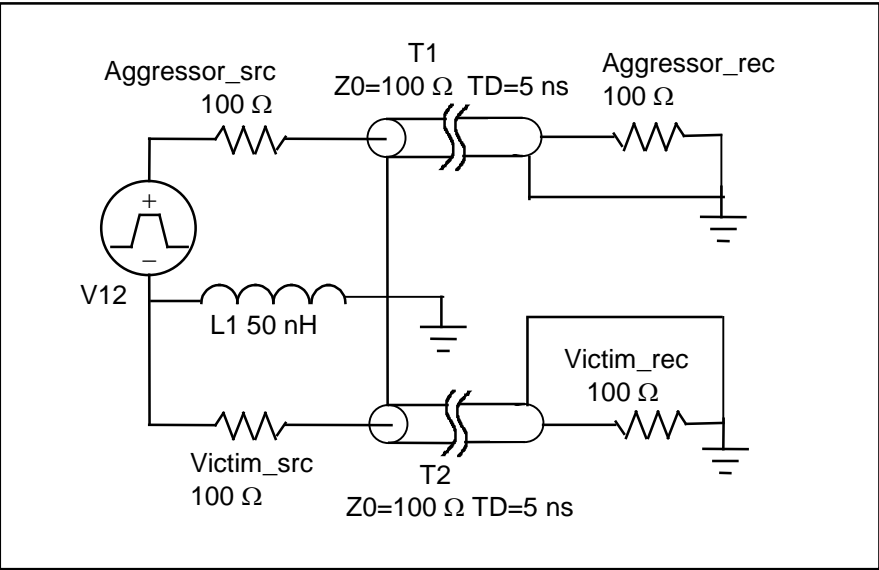 T1
Aggressor_src
100 Ω
Z0=100 Ω TD=5 ns
Aggressor_rec
100 Ω
+
−
V12
L1 50 nH
Victim_rec
100 Ω
Victim_src
100 Ω
T2
Z0=100 Ω TD=5 ns